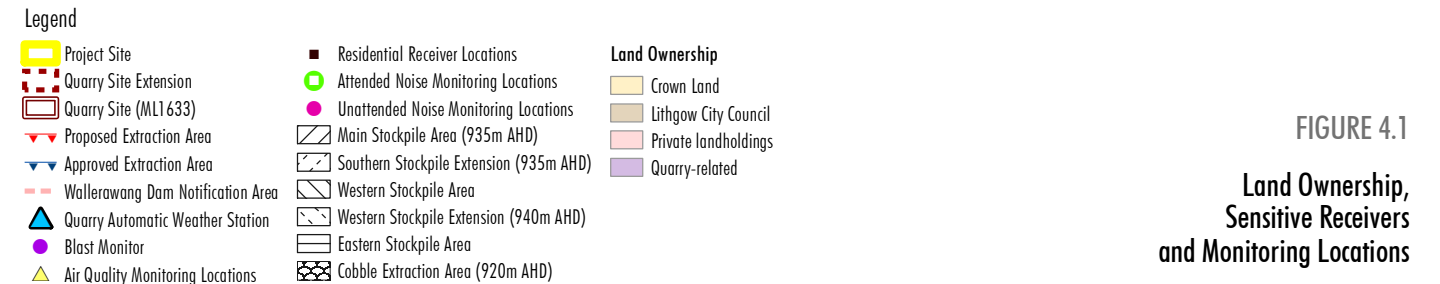 Legend
Project Site
Quarry Site Extension
Quarry Site (ML1633)
Proposed Extraction Area
Approved Extraction Area
Wallerawang Dam Notification Area
Quarry Automatic Weather Station
Blast Monitor
Air Quality Monitoring Locations
Residential Receiver Locations
Attended Noise Monitoring Locations
Unattended Noise Monitoring Locations
Main Stockpile Area (935m AHD)
Southern Stockpile Extension (935m AHD)
Western Stockpile Area
Western Stockpile Extension (940m AHD)
Eastern Stockpile Area
Cobble Extraction Area (920m AHD)
Land Ownership
Crown Land
Lithgow City Council
Private landholdings
Quarry-related
FIGURE 4.1
Land Ownership,
Sensitive Receivers
and Monitoring Locations